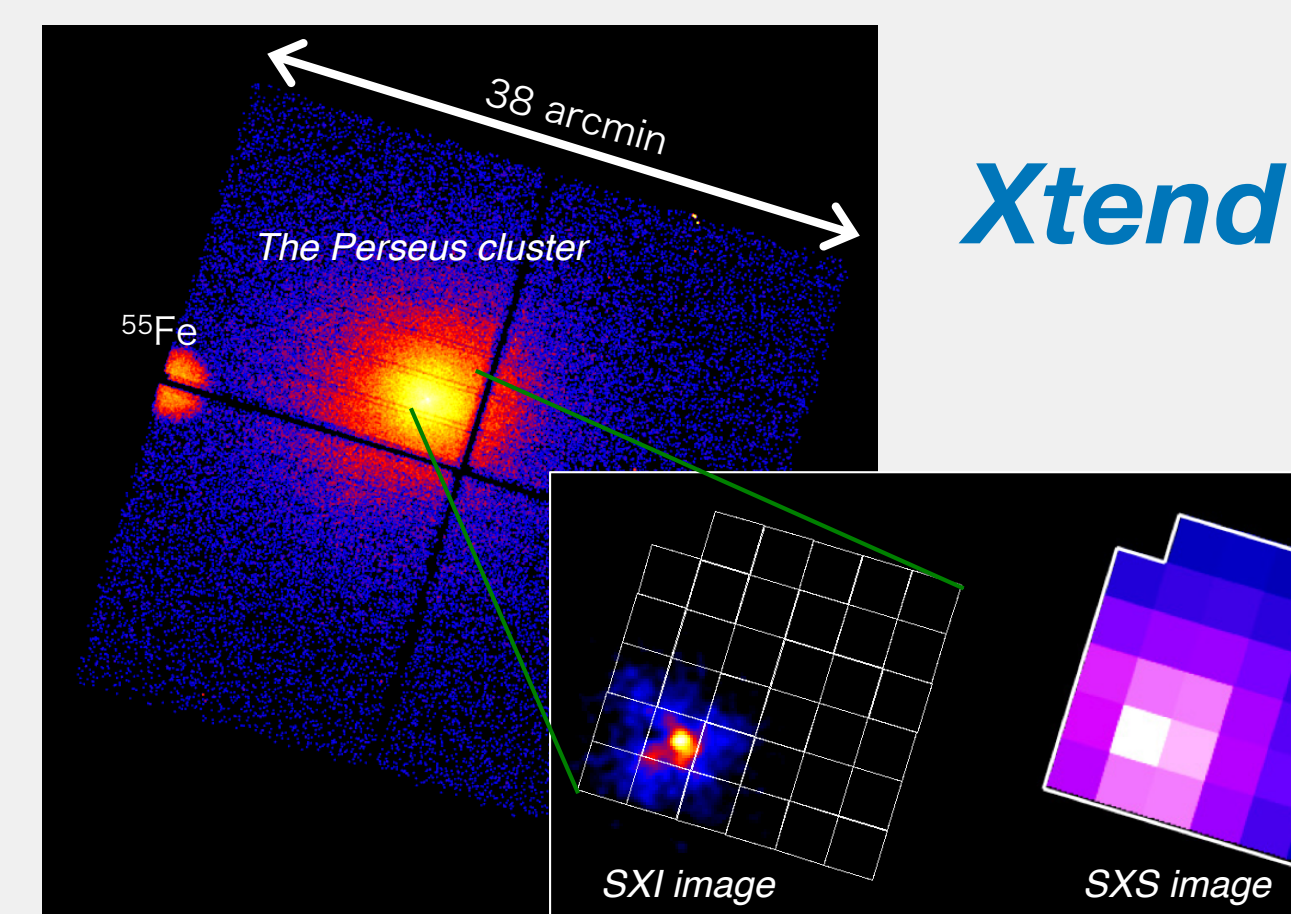 38 arcmin
Xtend
The Perseus cluster
⁵⁵Fe
SXI image
SXS image